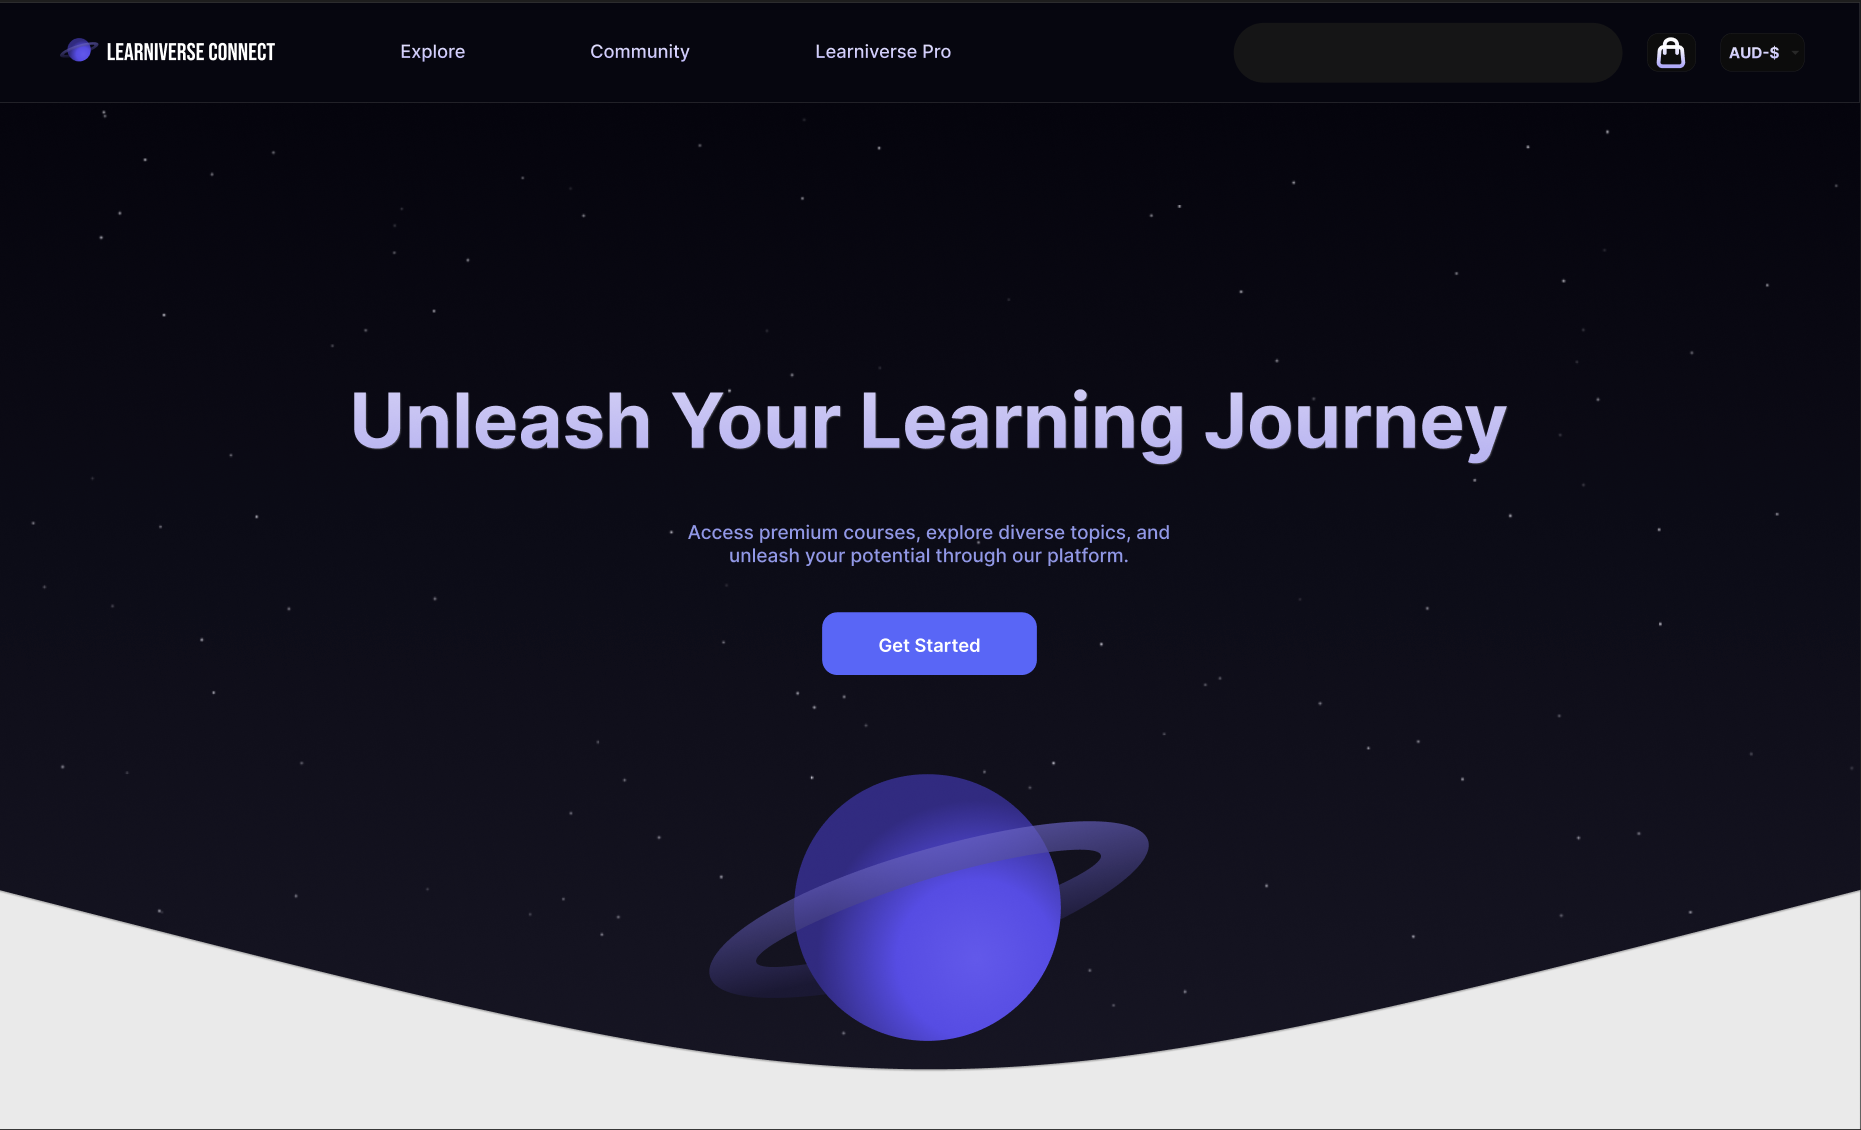 LEARNIVERSE CONNECT
Explore
Community
Learniverse Pro
AUD-$
Unleash Your Learning Journey
Access premium courses, explore diverse topics, and
unleash your potential through our platform.
Get Started